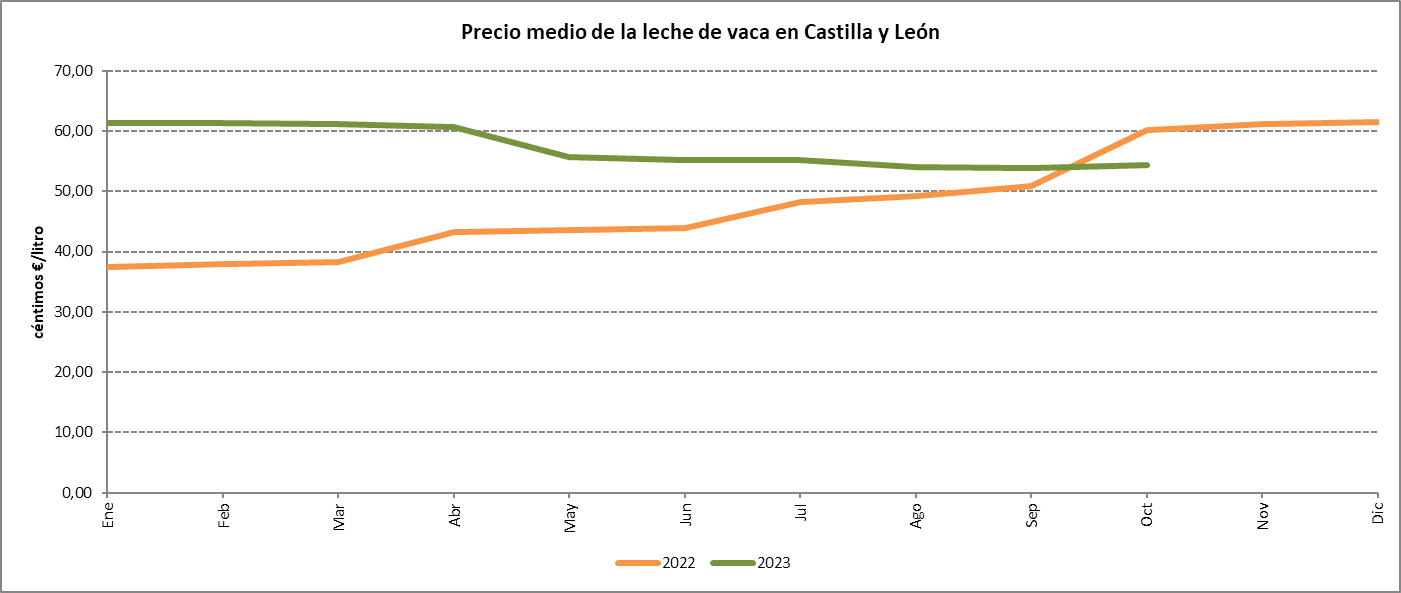 Precio medio de la leche de vaca en Castilla y León
céntimos €/litro
70,00
60,00
50,00
40,00
30,00
20,00
10,00
0,00
Ene
Feb
Mar
Abr
May
Jun
Jul
Ago
Sep
Oct
Nov
Dic
2022
2023